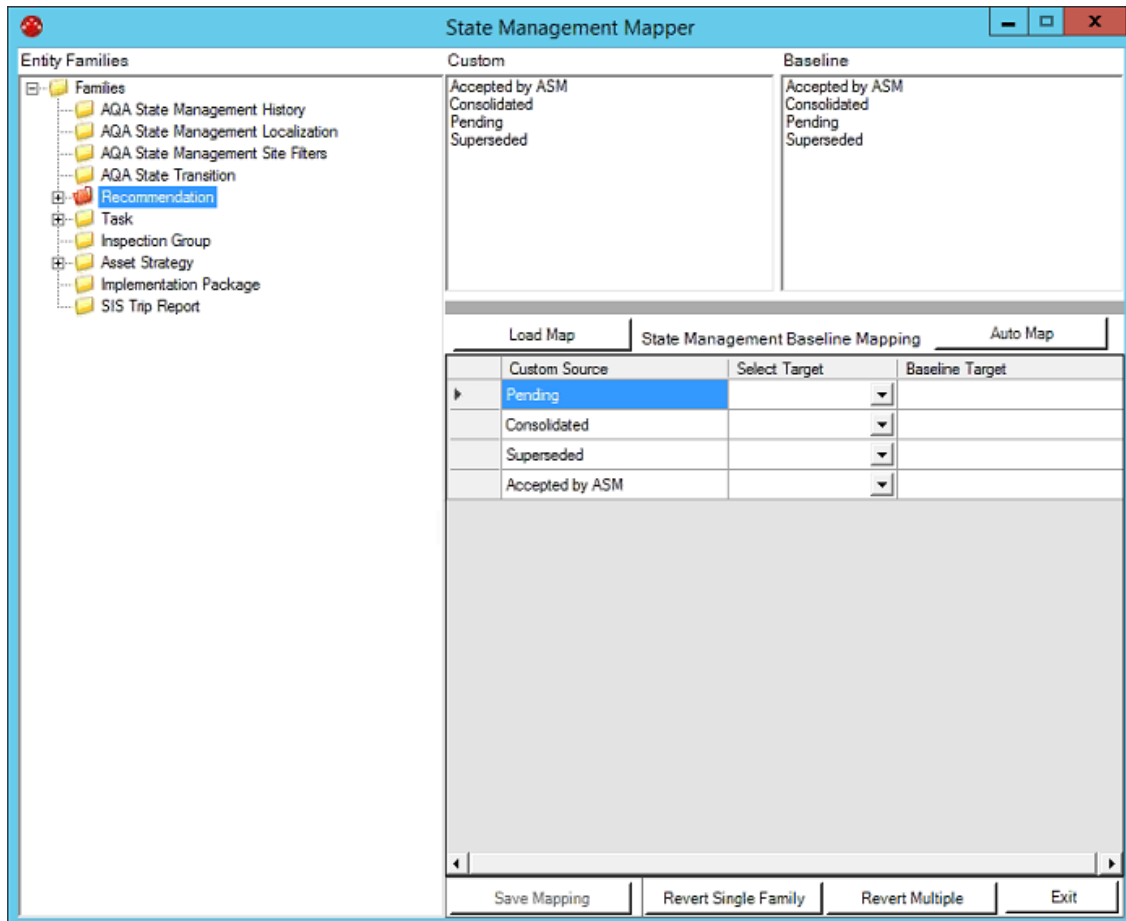 State Management Mapper
Entity Families
Families
AQA State Management History
AQA State Management Localization
AQA State Management Site Filters
AQA State Transition
Recommendation
Task
Inspection Group
Asset Strategy
Implementation Package
SIS Trip Report
Custom
Accepted by ASM
Consolidated
Pending
Superseded
Baseline
Accepted by ASM
Consolidated
Pending
Superseded
Load Map State Management Baseline Mapping Auto Map
Custom Source Select Target Baseline Target
Pending
Consolidated
Superseded
Accepted by ASM
Save Mapping Revert Single Family Revert Multiple Exit